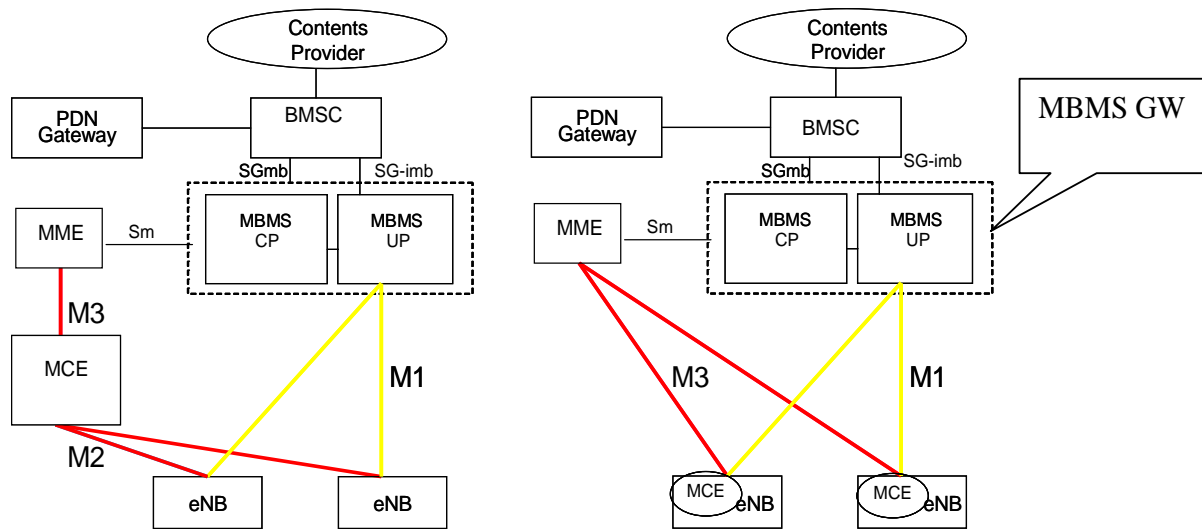 Contents
Provider
PDN
Gateway
BMSC
SGmb
SG-imb
MME
Sm
MBMS
CP
MBMS
UP
M3
MCE
M1
M2
eNB
eNB
Contents
Provider
MBMS GW
PDN
Gateway
BMSC
SGmb
SG-imb
MME
Sm
MBMS
CP
MBMS
UP
M3
M1
MCE
eNB
MCE
eNB